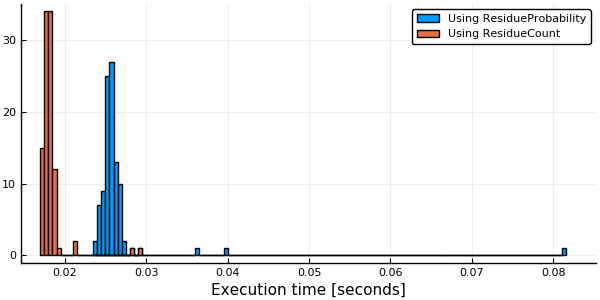 Using ResidueProbability
Using ResidueCount
30
20
10
0
0.02 0.03 0.04 0.05 0.06 0.07 0.08
Execution time [seconds]